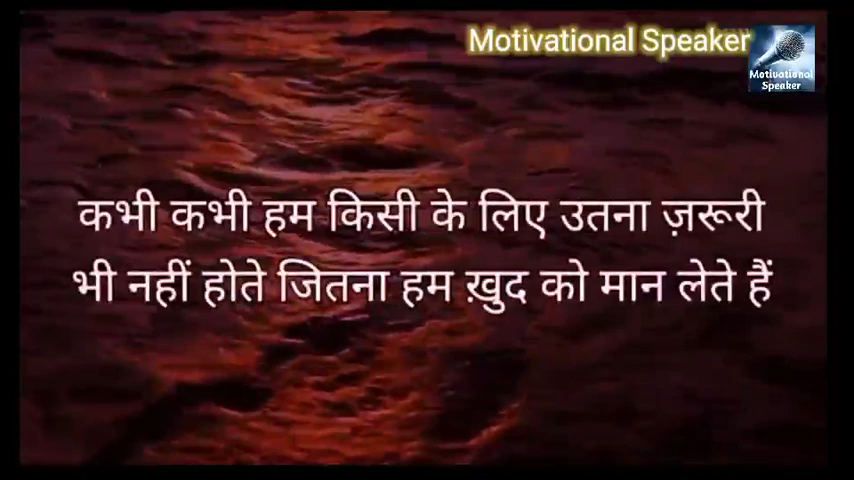 Motivational Speaker
Motivational
Speaker
कभी कभी हम किसी के लिए उतना ज़रूरी
भी नहीं होते जितना हम ख़ुद को मान लेते हैं